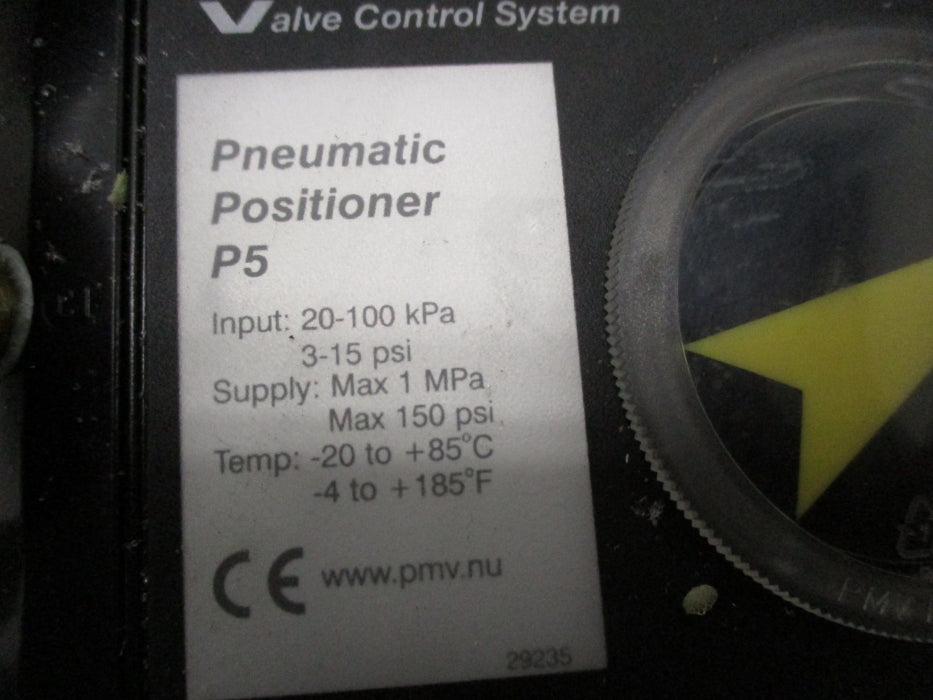 Valve Control System
Pneumatic
Positioner
P5
Input: 20-100 kPa
3-15 psi
Supply: Max 1 MPa
Max 150 psi
Temp: -20 to +85°C
-4 to +185°F
CE www.pmv.nu
29235
PMV